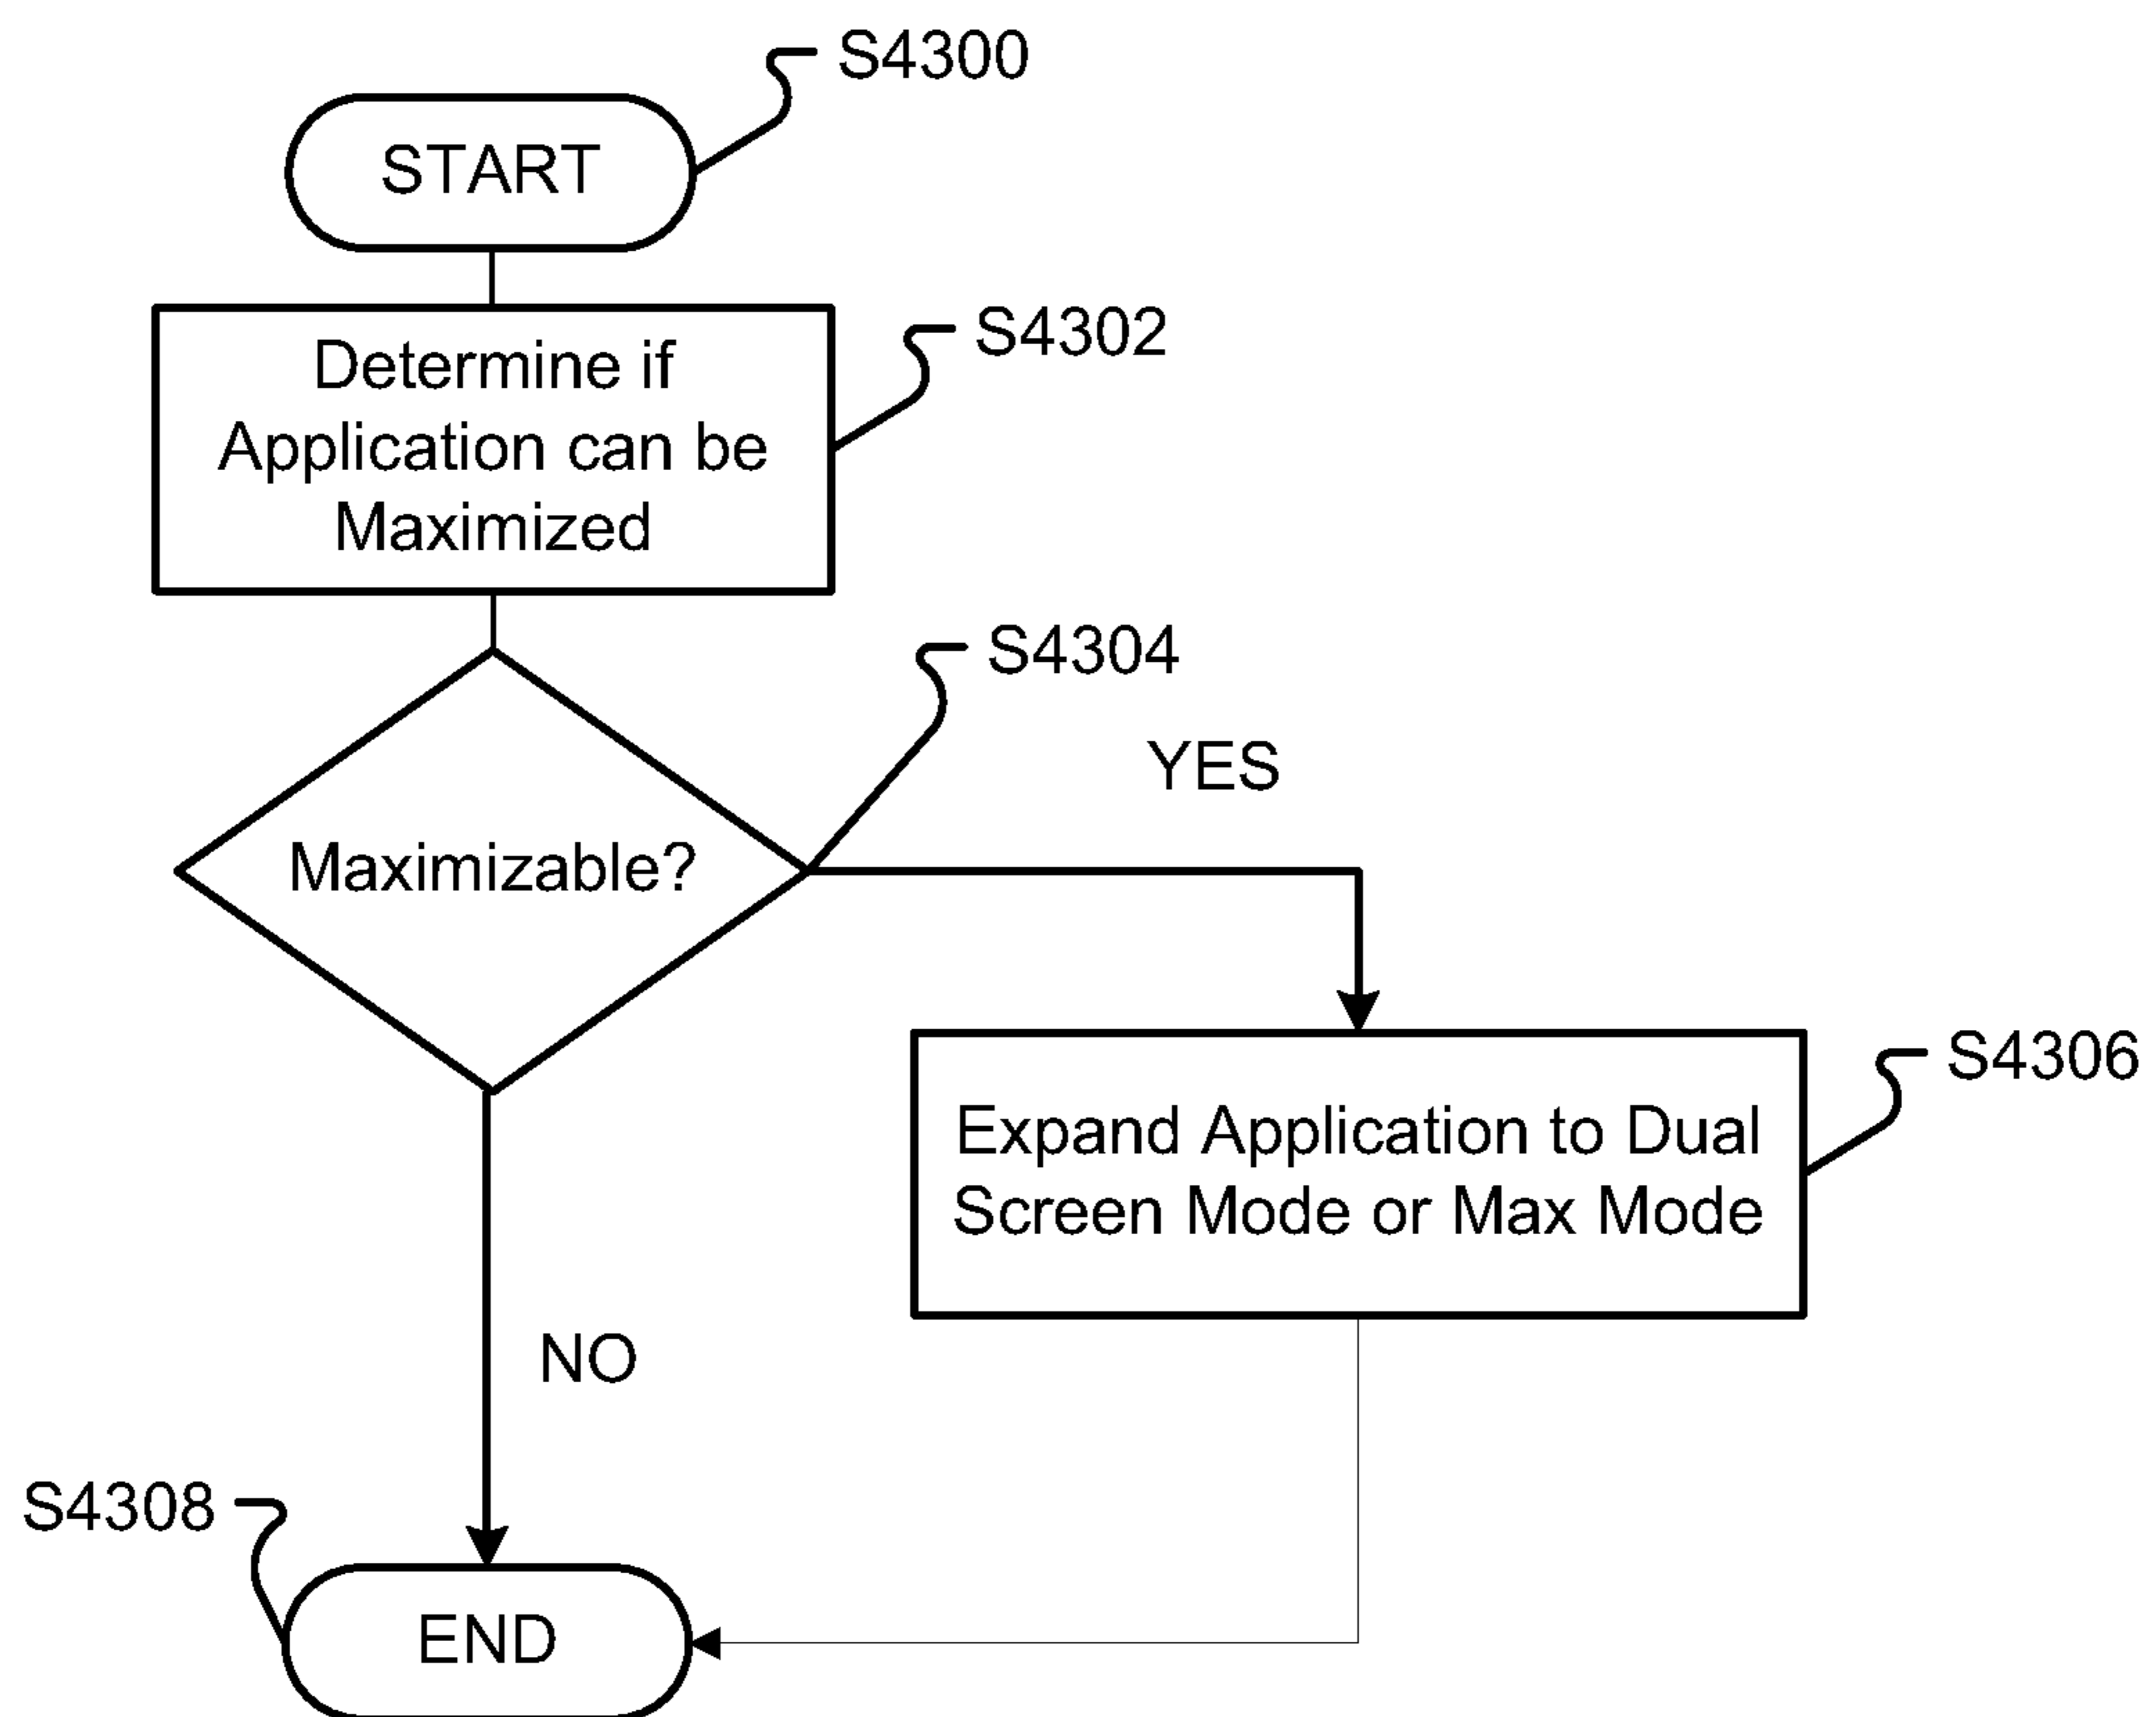 S4300
START
S4302
Determine if
Application can be
Maximized
S4304
YES
Maximizable?
S4306
Expand Application to Dual
Screen Mode or Max Mode
NO
S4308
END